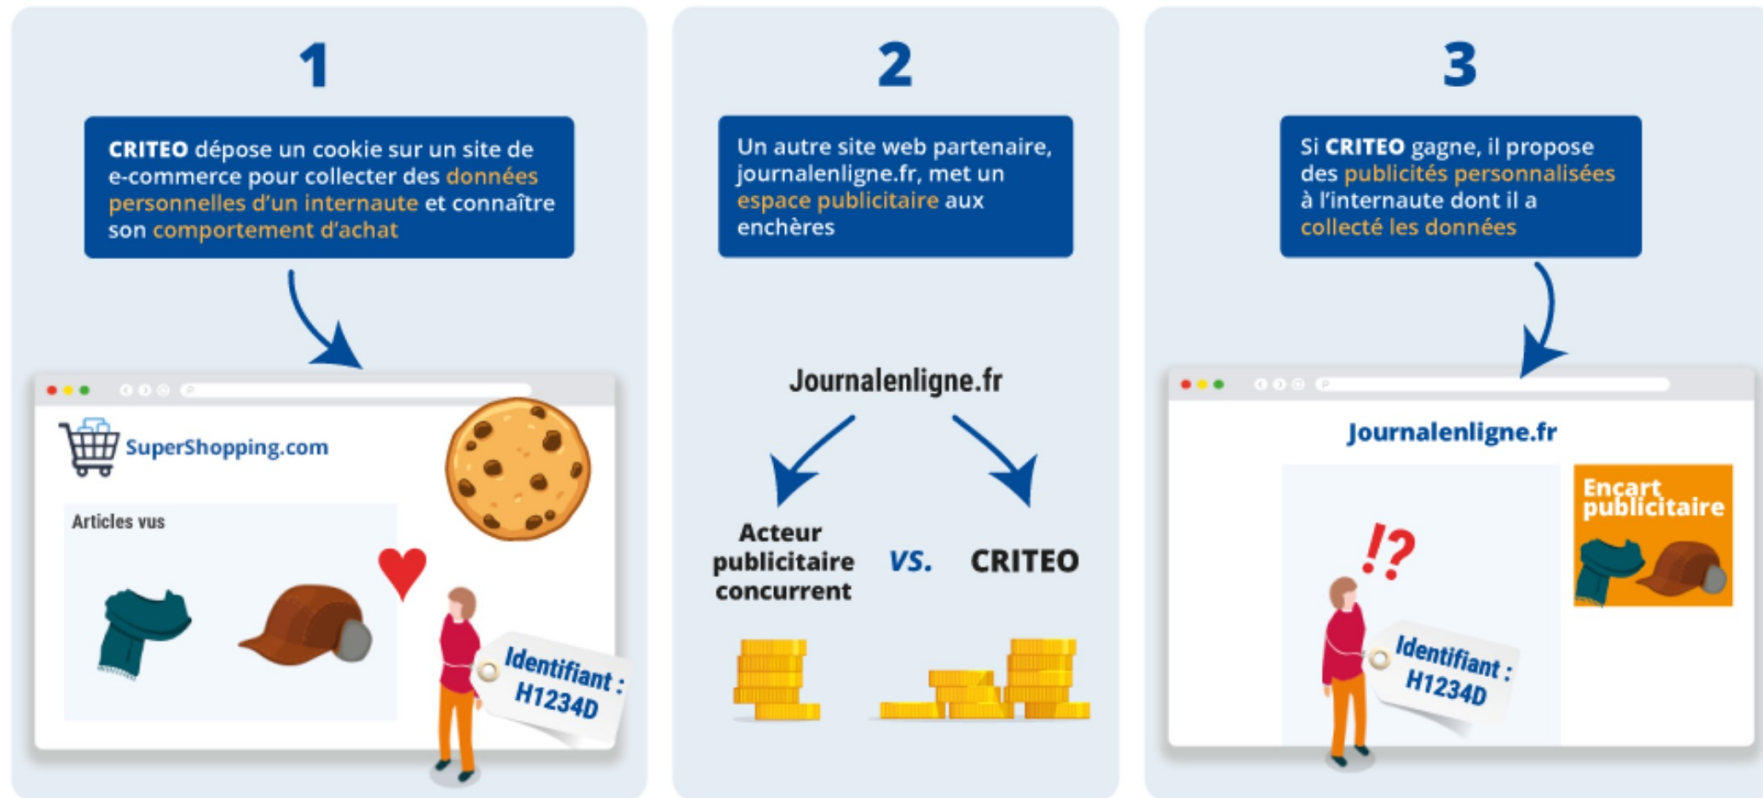 1
CRITEO dépose un cookie sur un site de
e-commerce pour collecter des données
personnelles d'un internaute et connaître
son comportement d'achat
SuperShopping.com
Articles vus
Identifiant :
H1234D
2
Un autre site web partenaire,
journalenligne.fr, met un
espace publicitaire aux
enchères
Journalenligne.fr
Acteur
publicitaire
concurrent
vs.
CRITEO
3
Si CRITEO gagne, il propose
des publicités personnalisées
à l'internaute dont il a
collecté les données
Journalenligne.fr
Encart
publicitaire
!?
Identifiant :
H1234D